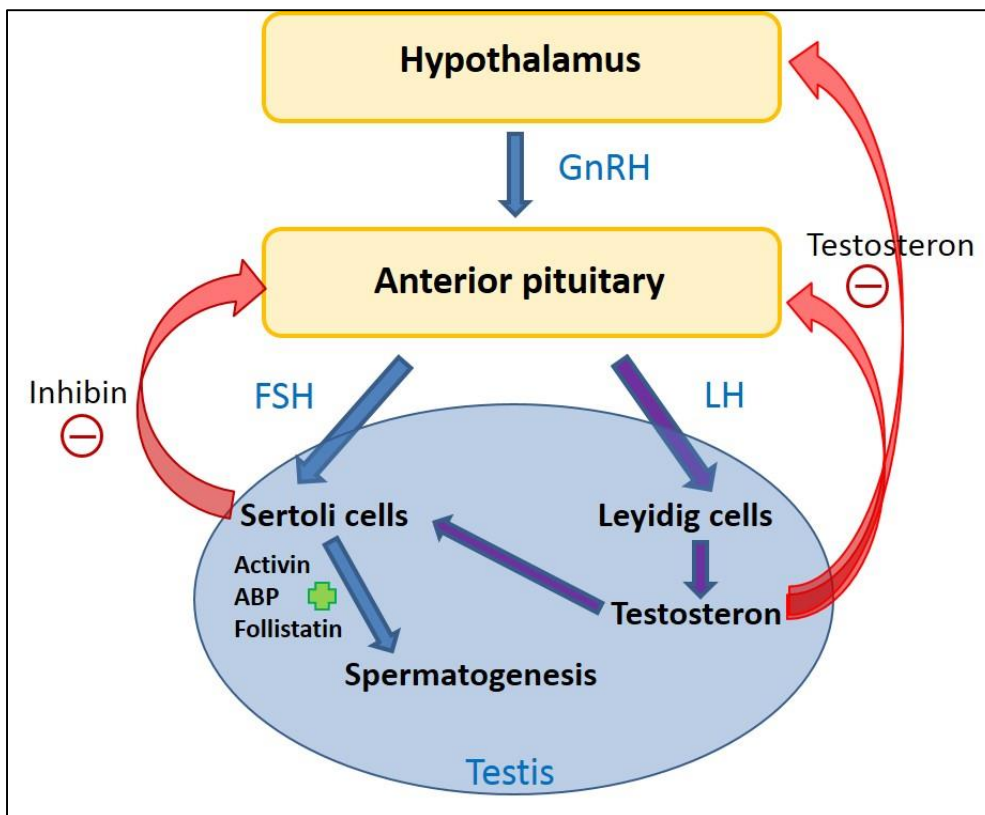 Hypothalamus
GnRH
Testosteron
Anterior pituitary
Inhibin
FSH
LH
Sertoli cells
Leyidig cells
Activin
ABP
Follistatin
Testosteron
Spermatogenesis
Testis